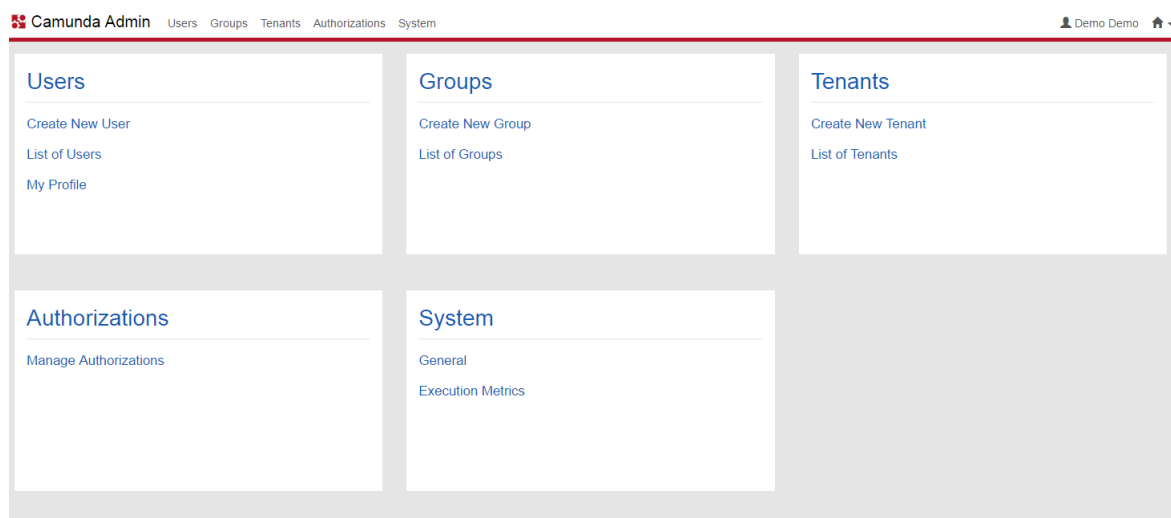 Camunda Admin Users Groups Tenants Authorizations System Demo Demo
Users
Create New User
List of Users
My Profile
Groups
Create New Group
List of Groups
Tenants
Create New Tenant
List of Tenants
Authorizations
Manage Authorizations
System
General
Execution Metrics